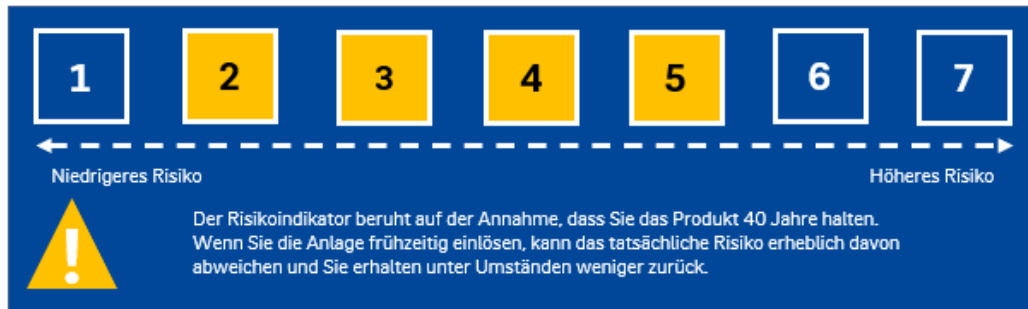 1 2 3 4 5 6 7
Niedrigeres Risiko Höheres Risiko
Der Risikoindikator beruht auf der Annahme, dass Sie das Produkt 40 Jahre halten.
Wenn Sie die Anlage frühzeitig einlösen, kann das tatsächliche Risiko erheblich davon
abweichen und Sie erhalten unter Umständen weniger zurück.
!